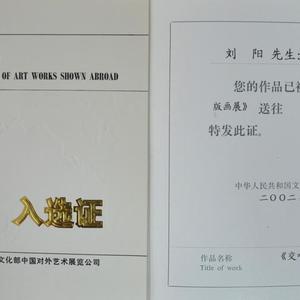 OF ART WORKS SHOWN ABROAD
入选证
文化部中国对外艺术展览公司
刘 阳 先生:
您的作品已被
版画展》 送往
特发此证。
中华人民共和国文
二〇〇二
作品名称
Title of work
《交